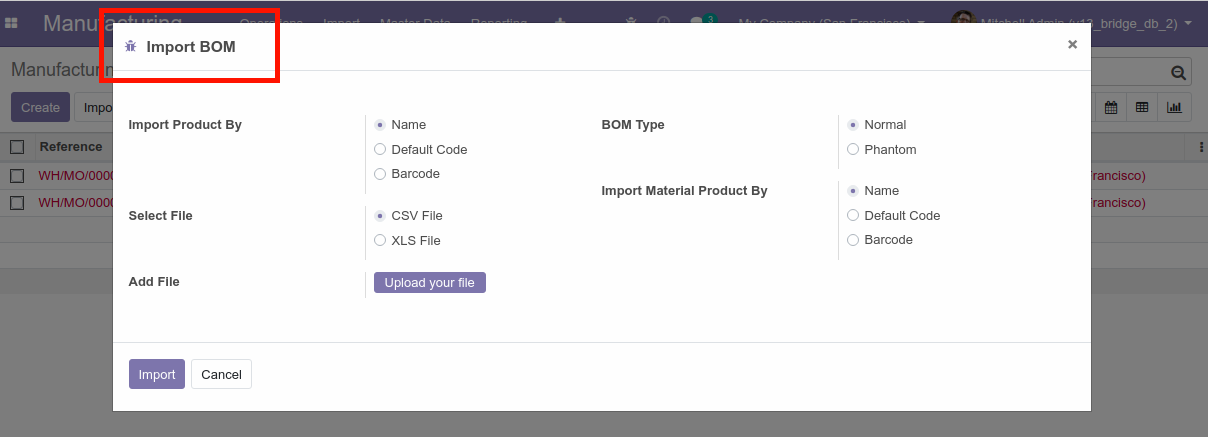 Manufacturing Operations Import Master Data Reporting 3 My Company (San Francisco) Mitchell Admin (v13_bridge_db_2)
Import BOM
×
Manufacturing
Create
Impo
Reference
WH/MO/0000
rancisco)
WH/MO/0000
rancisco)
Import Product By
Name
Default Code
Barcode
BOM Type
Normal
Phantom
Import Material Product By
Name
Default Code
Barcode
Select File
CSV File
XLS File
Add File
Upload your file
Import
Cancel